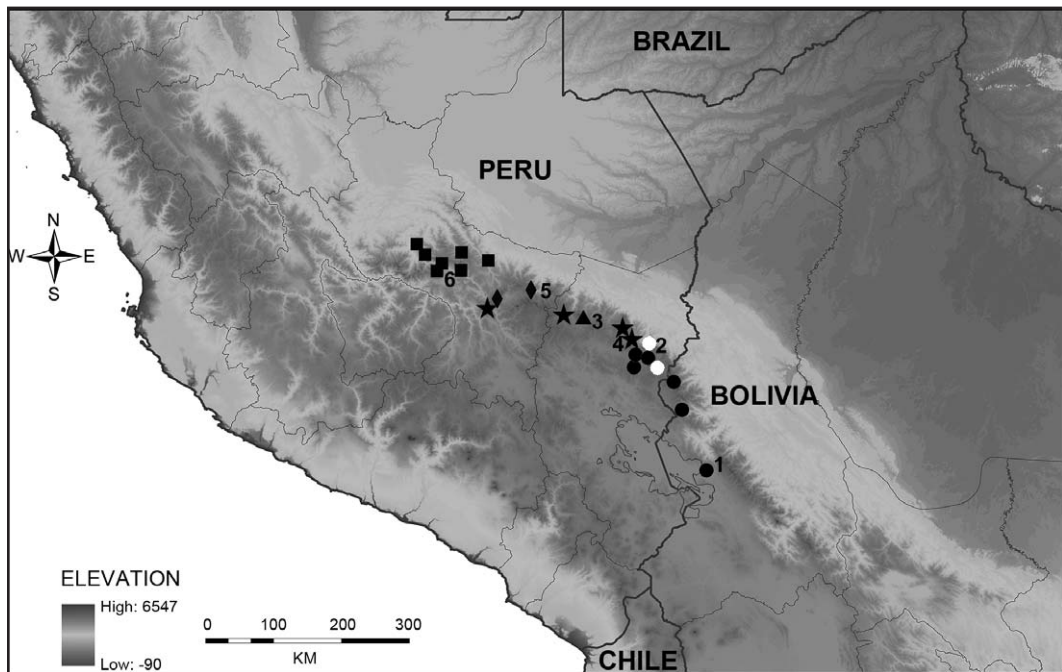 BRAZIL
PERU
N
W E
S
6
5
3
4 2
BOLIVIA
1
ELEVATION
High: 6547
Low: -90
0 100 200 300
KM
CHILE